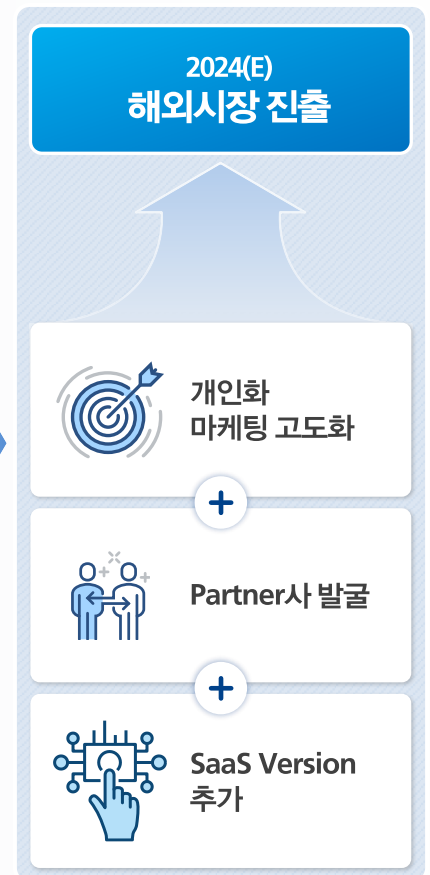 2024(E)
해외시장 진출
개인화
마케팅 고도화
+
Partner사 발굴
+
SaaS Version
추가